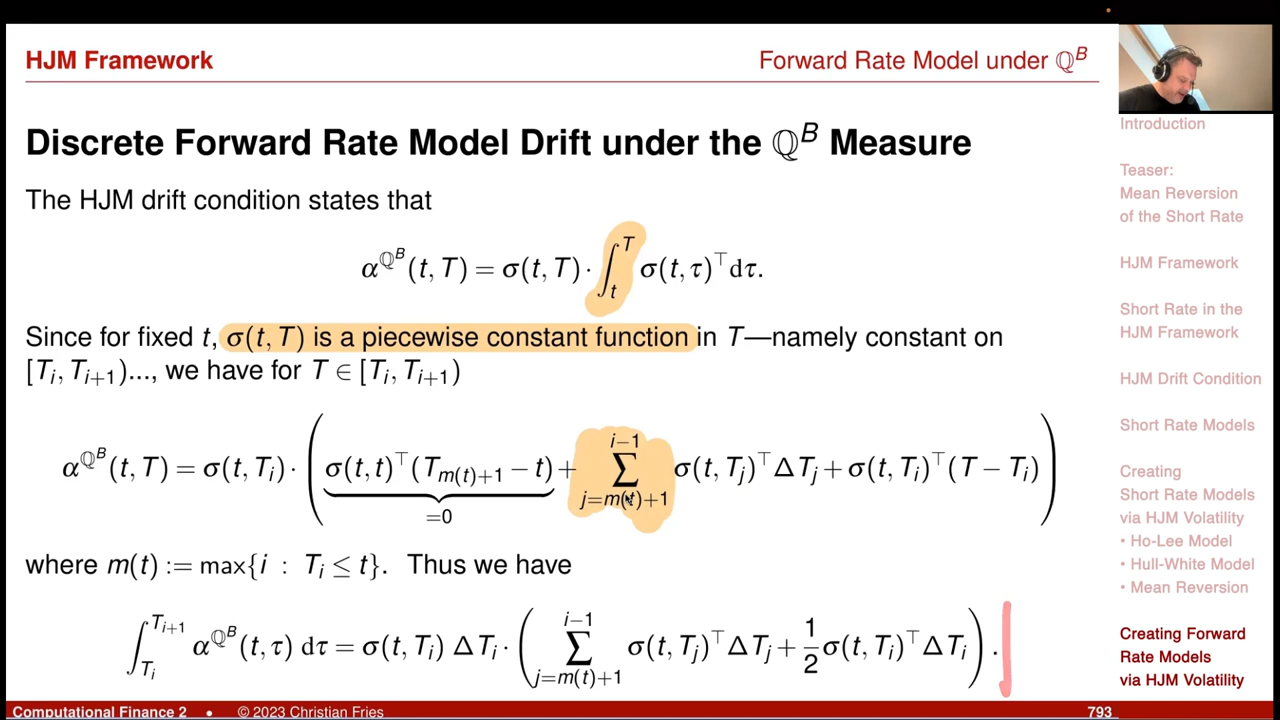 HJM Framework
Forward Rate Model under ℚᴮ
Discrete Forward Rate Model Drift under the ℚᴮ Measure
The HJM drift condition states that
α^{ℚ^B}(t, T) = σ(t, T) · ∫_t^T σ(t, τ)^⊤ dτ.
Since for fixed t, σ(t, T) is a piecewise constant function in T—namely constant on
[T_i, T_{i+1})..., we have for T ∈ [T_i, T_{i+1})
α^{ℚ^B}(t, T) = σ(t, T_i) · ( σ(t, t)^⊤ (T_{m(t)+1} − t) + ∑_{j=m(t)+1}^{i−1} σ(t, T_j)^⊤ ΔT_j + σ(t, T_i)^⊤ (T − T_i) )
=0
where m(t) := max{i : T_i ≤ t}. Thus we have
∫_{T_i}^{T_{i+1}} α^{ℚ^B}(t, τ) dτ = σ(t, T_i) ΔT_i · ( ∑_{j=m(t)+1}^{i−1} σ(t, T_j)^⊤ ΔT_j + 1/2 σ(t, T_i)^⊤ ΔT_i ) .
Introduction
Teaser:
Mean Reversion
of the Short Rate
HJM Framework
Short Rate in the
HJM Framework
HJM Drift Condition
Short Rate Models
Creating
Short Rate Models
via HJM Volatility
• Ho-Lee Model
• Hull-White Model
• Mean Reversion
Creating Forward
Rate Models
via HJM Volatility
Computational Finance 2 • © 2023 Christian Fries
793